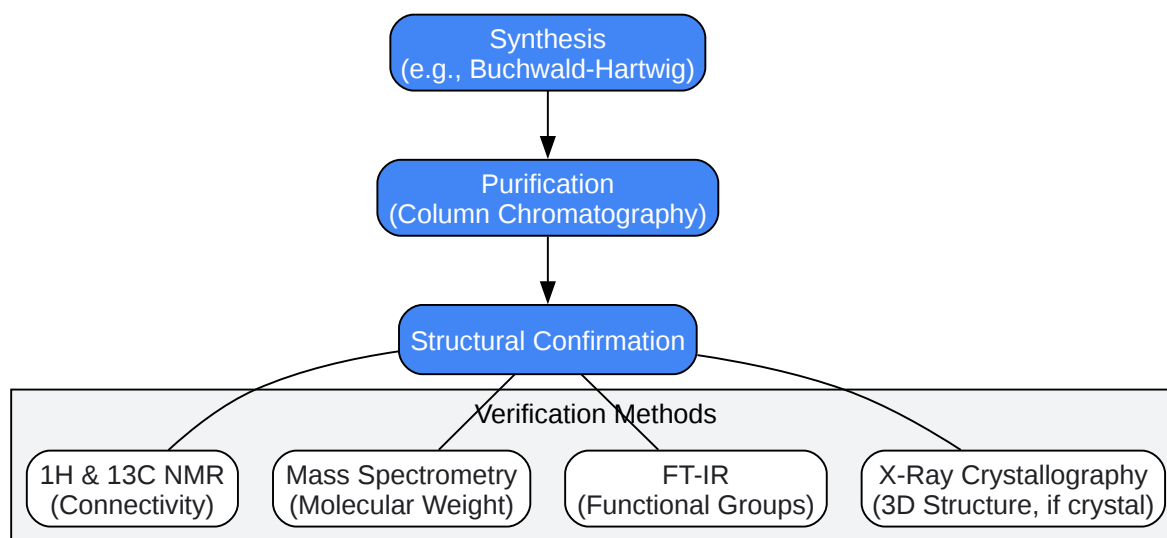 Synthesis
(e.g., Buchwald-Hartwig)
Purification
(Column Chromatography)
Structural Confirmation
Verification Methods
1H & 13C NMR
(Connectivity)
Mass Spectrometry
(Molecular Weight)
FT-IR
(Functional Groups)
X-Ray Crystallography
(3D Structure, if crystal)